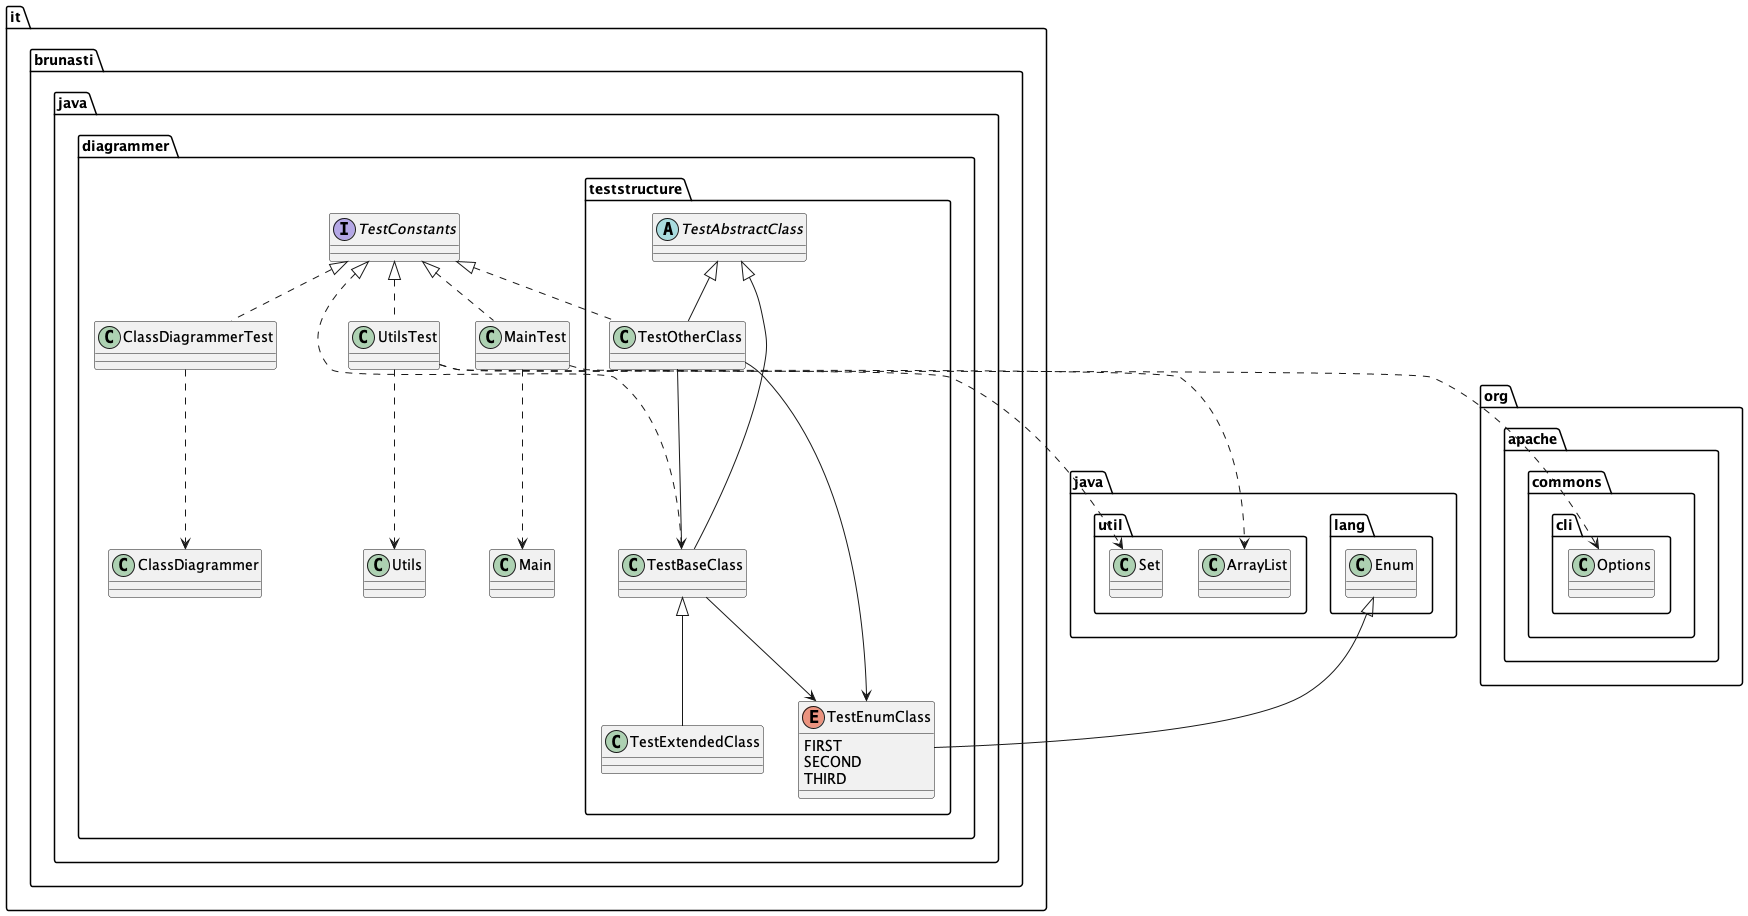 it
brunasti
java
diagrammer
teststructure
I TestConstants
A TestAbstractClass
C ClassDiagrammerTest
C UtilsTest
C MainTest
C TestOtherClass
org
apache
java
commons
util
lang
cli
C ClassDiagrammer
C Utils
C Main
C TestBaseClass
C Set
C ArrayList
C Enum
C Options
C TestExtendedClass
E TestEnumClass
FIRST
SECOND
THIRD